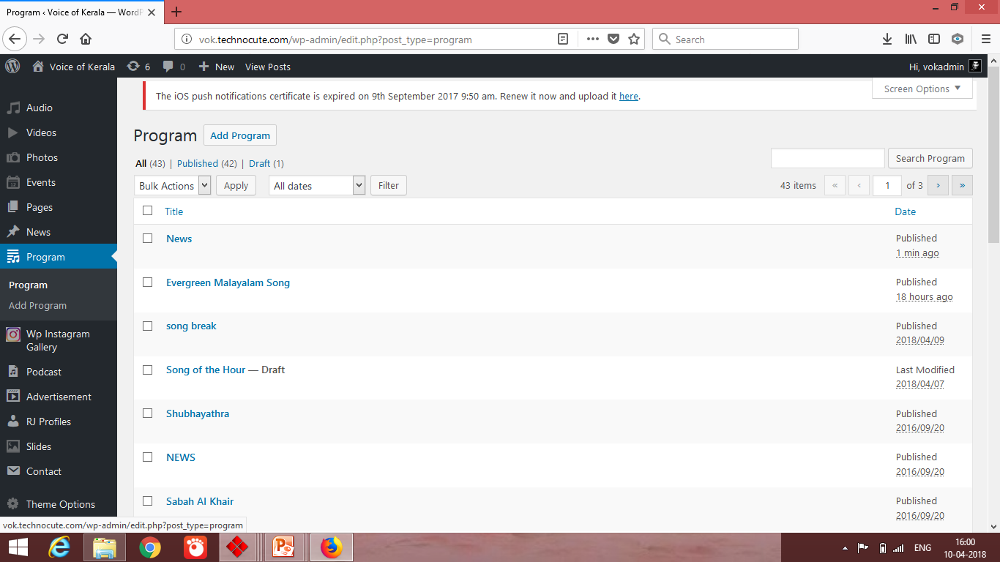 Program ‹ Voice of Kerala — WordP
vok.technocute.com/wp-admin/edit.php?post_type=program
Search
Voice of Kerala
6
0
New
View Posts
Hi, vokadmin
The iOS push notifications certificate is expired on 9th September 2017 9:50 am. Renew it now and upload it here.
Screen Options
Audio
Videos
Photos
Events
Pages
News
Program
Program
Add Program
Wp Instagram
Gallery
Podcast
Advertisement
RJ Profiles
Slides
Contact
Theme Options
Program
Add Program
All (43) | Published (42) | Draft (1)
Search Program
Bulk Actions
Apply
All dates
Filter
43 items
«
‹
1
of 3
›
»
Title
Date
News
Published
1 min ago
Evergreen Malayalam Song
Published
18 hours ago
song break
Published
2018/04/09
Song of the Hour — Draft
Last Modified
2018/04/07
Shubhayathra
Published
2016/09/20
NEWS
Published
2016/09/20
Sabah Al Khair
Published
2016/09/20
vok.technocute.com/wp-admin/edit.php?post_type=program
ENG
16:00
10-04-2018